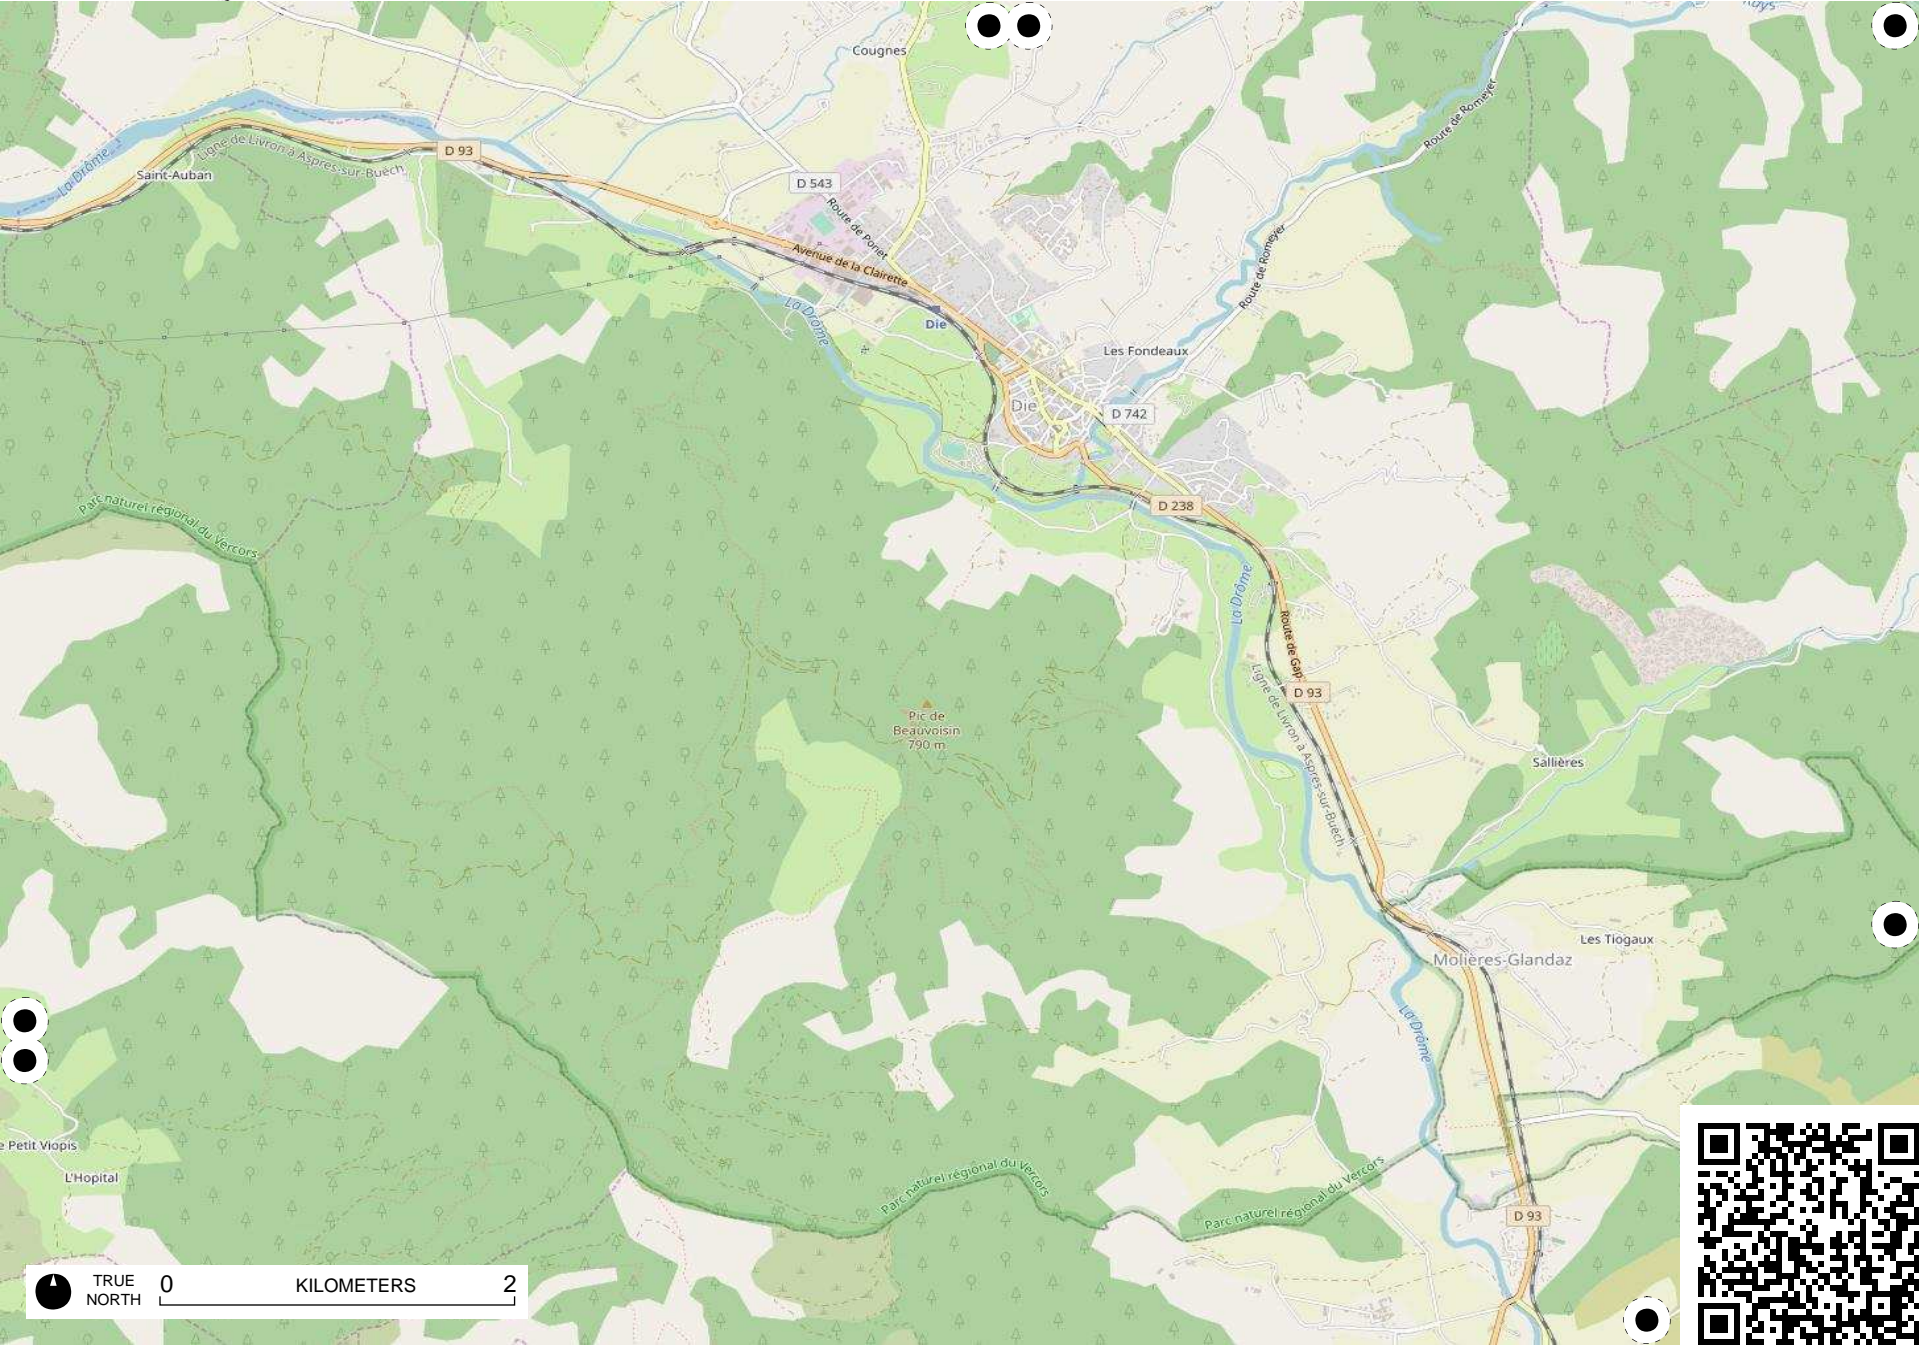 Ruys
Cougnes
Route de Romeyer
D 93
Ligne de Livron à Aspres-sur-Buëch
La Drôme
Saint-Auban
D 543
Route de Ponet
Avenue de la Clairette
Route de Romeyer
La Drôme
Die
Les Fondeaux
Die
D 742
Parc naturel régional du Vercors
D 238
La Drôme
Route de Gap
Ligne de Livron à Aspres-sur-Buëch
D 93
Pic de
Beauvoisin
790 m
Sallières
Les Tiogaux
Molières-Glandaz
La Drôme
Petit Viopis
L'Hopital
Parc naturel régional du Vercors
Parc naturel régional du Vercors
D 93
TRUE
NORTH
0 KILOMETERS 2